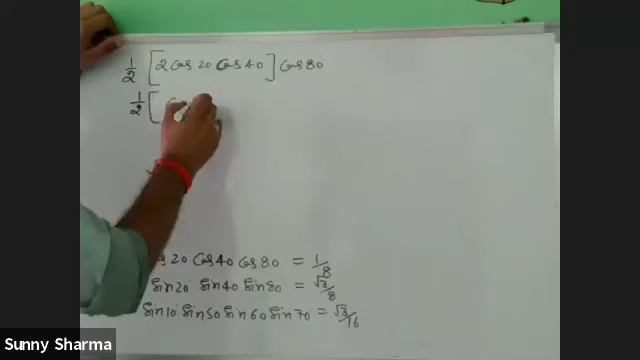 1/2 [2 cos 20 cos 40] cos 80
1/2 [
cos 20 cos 40 cos 80 = 1/8
Sin 20 Sin 40 Sin 80 = √3/8
Sin 10 Sin 50 Sin 60 Sin 70 = √3/16
Sunny Sharma